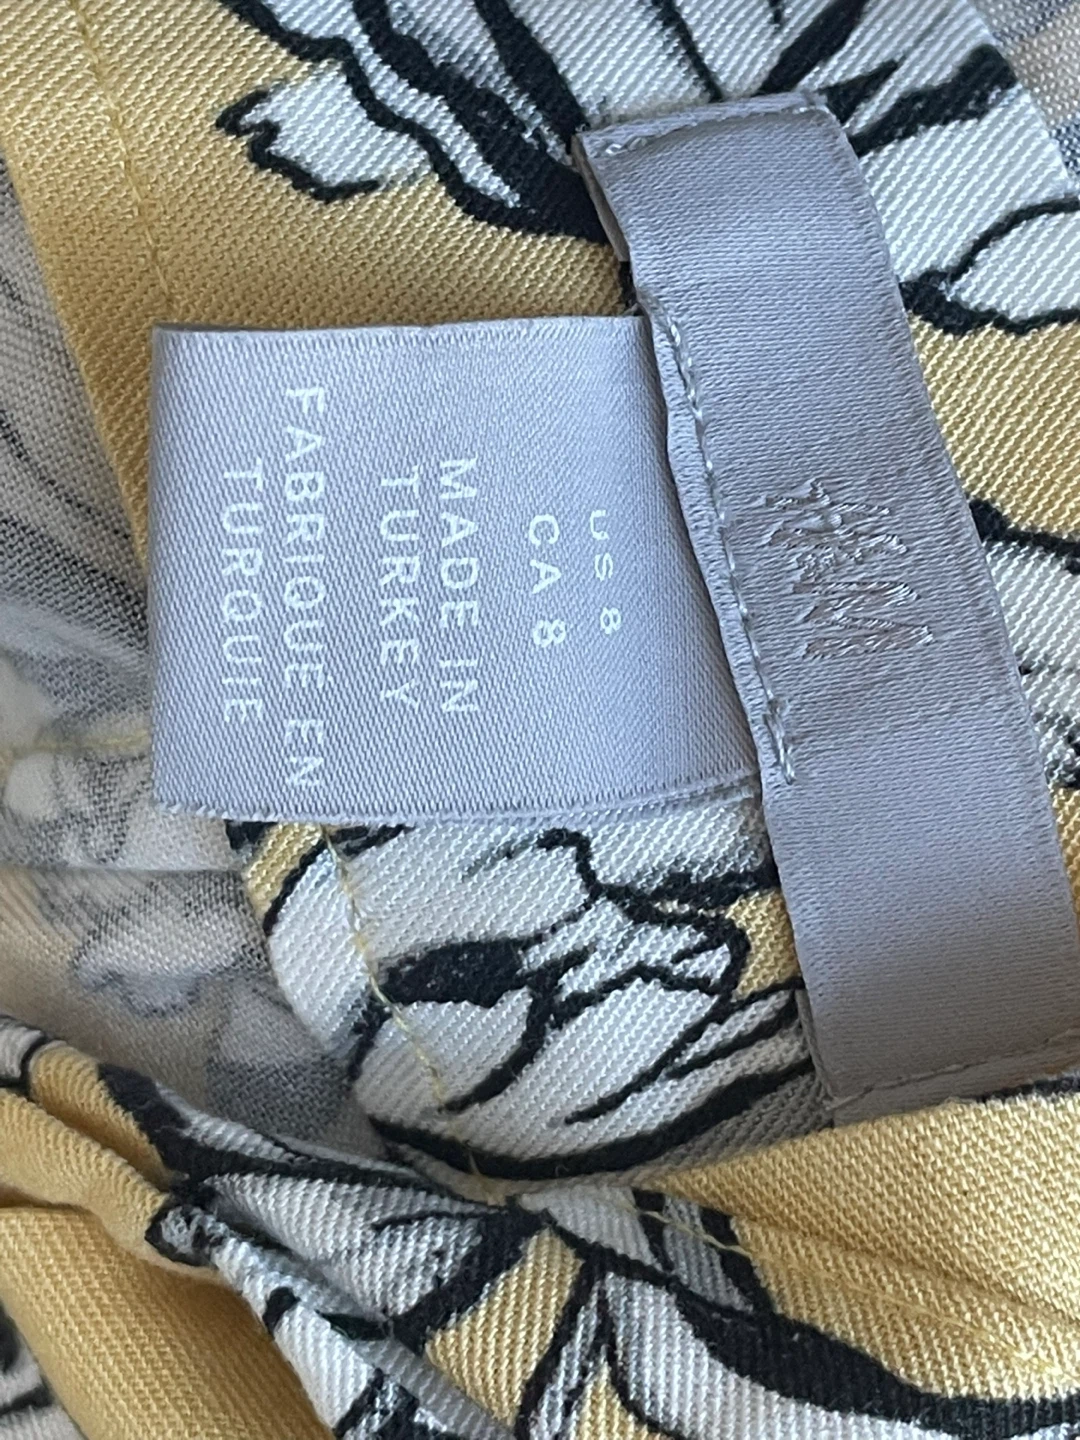 H&M
US 8
CA 8
MADE IN
TURKEY
FABRIQUÉ EN
TURQUIE